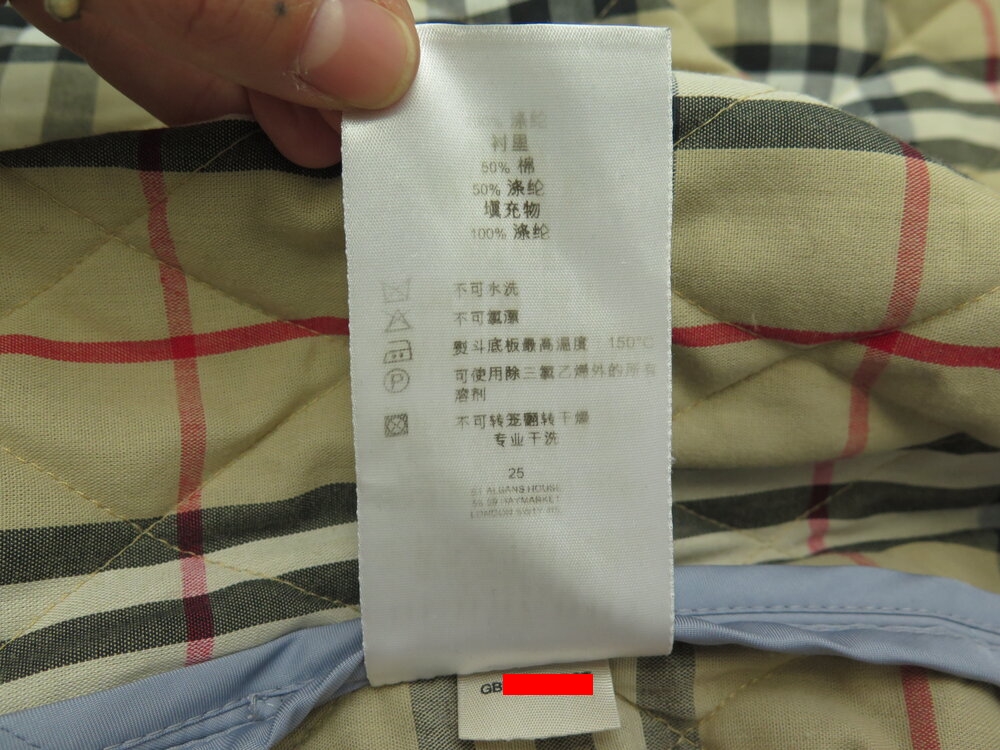 涤纶
衬里
50% 棉
50% 涤纶
填充物
100% 涤纶
不可水洗
不可氯漂
熨斗底板最高温度 150°C
可使用除三氯乙烯外的所有
溶剂
不可转笼翻转干燥
专业干洗
25
ST ALBANS HOUSE
HAYMARKET
LONDON SW1Y
GB